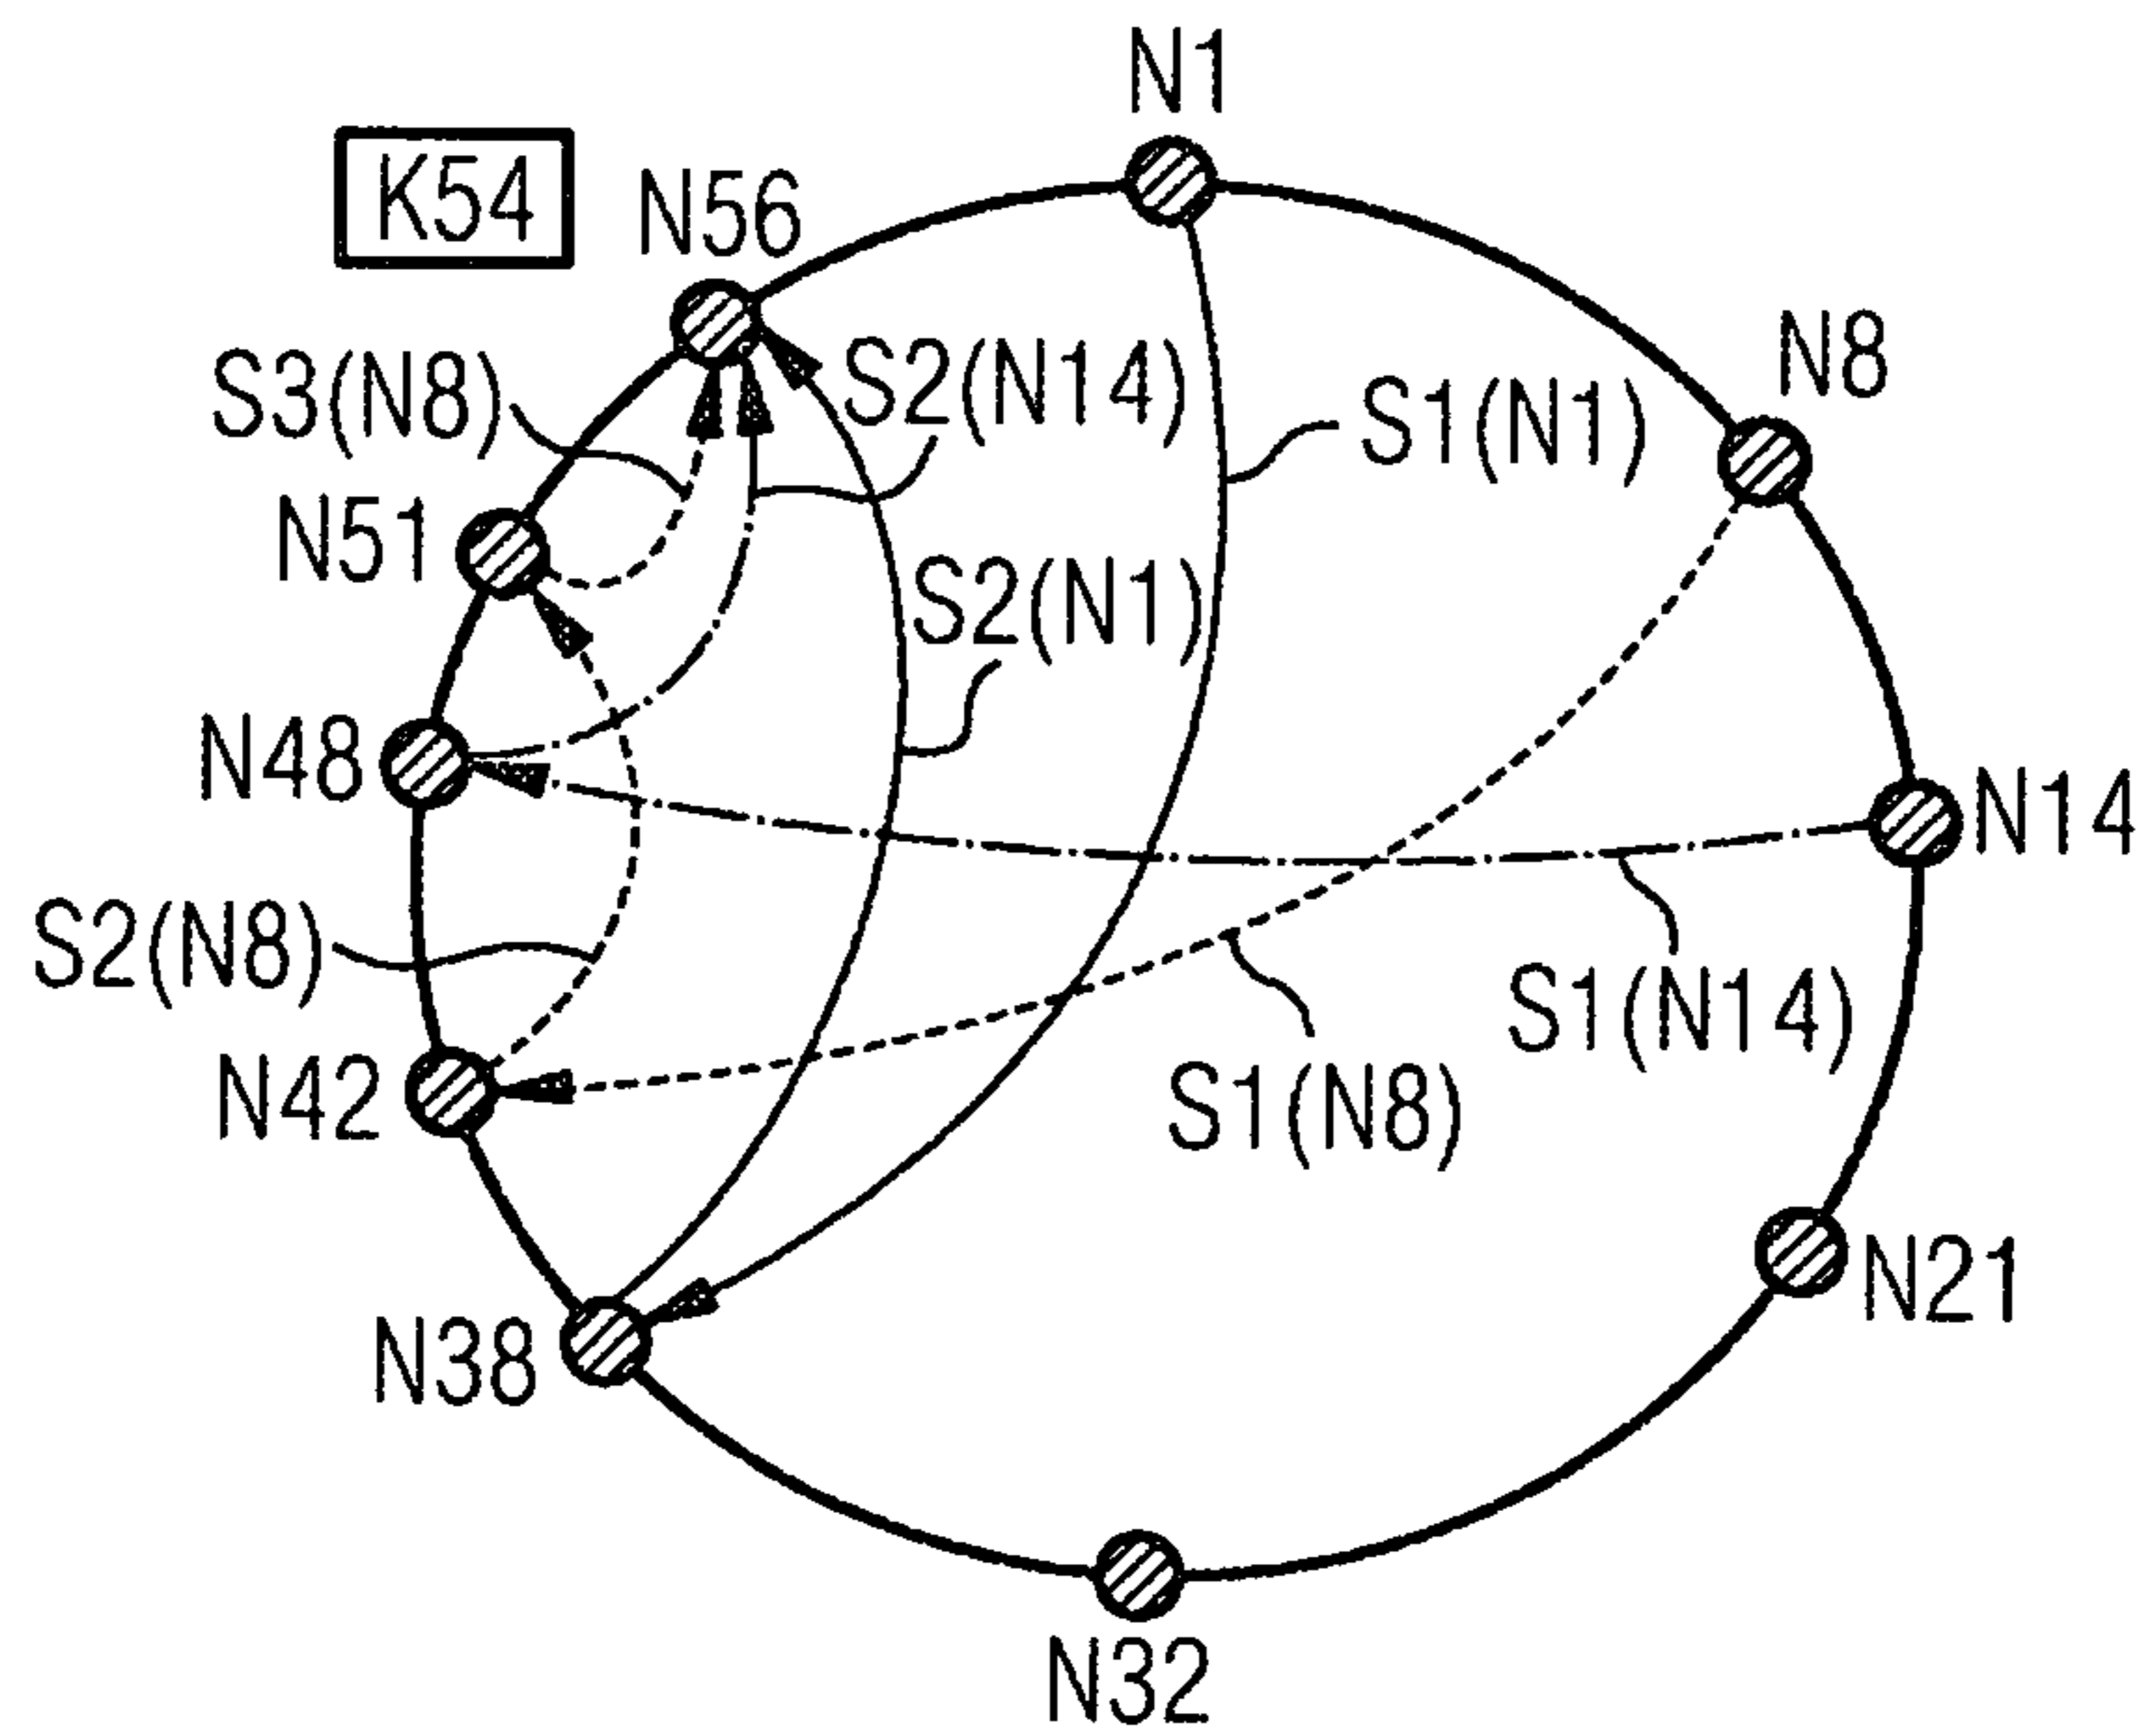 N1
K54
N56
N8
S3(N8)
S2(N14)
S1(N1)
N51
S2(N1)
N48
N14
S2(N8)
S1(N14)
N42
S1(N8)
N21
N38
N32